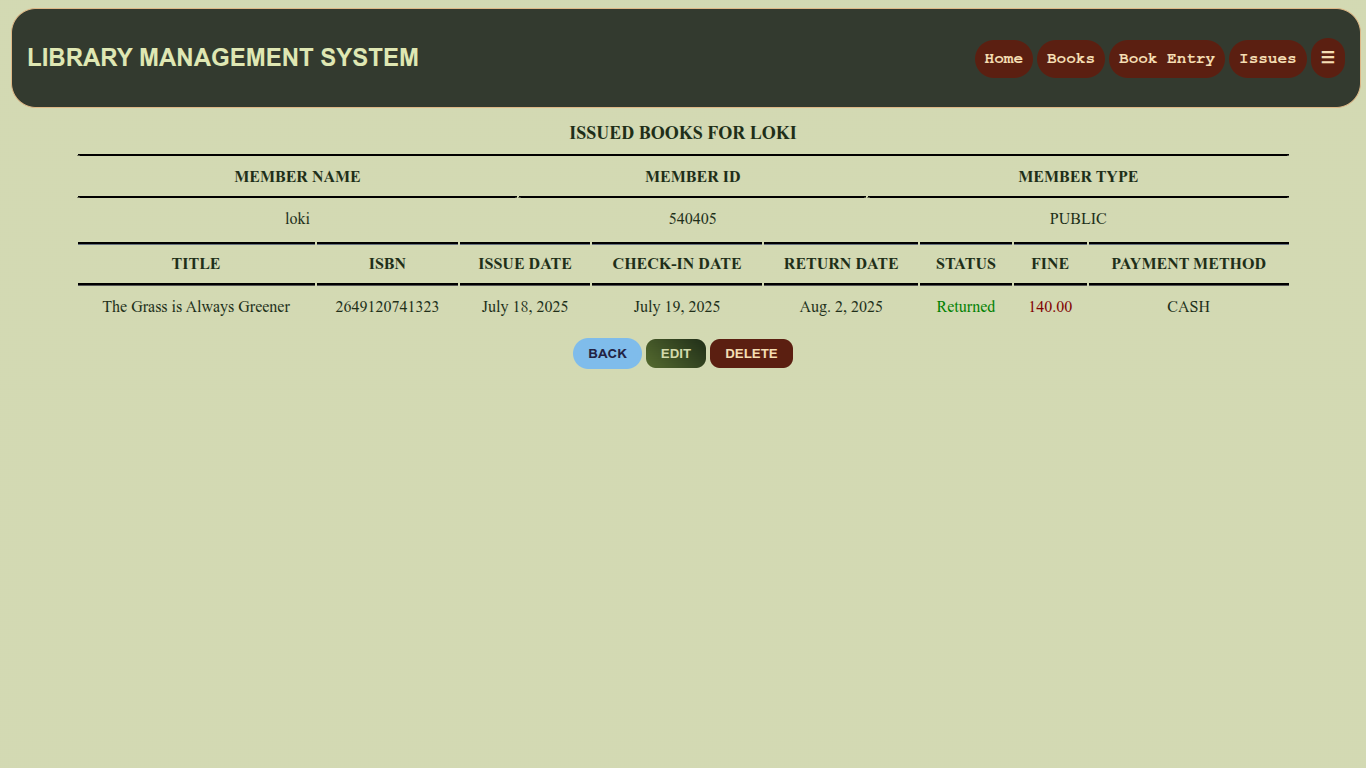 LIBRARY MANAGEMENT SYSTEM Home Books Book Entry Issues ☰
ISSUED BOOKS FOR LOKI
MEMBER NAME MEMBER ID MEMBER TYPE
loki 540405 PUBLIC
TITLE ISBN ISSUE DATE CHECK-IN DATE RETURN DATE STATUS FINE PAYMENT METHOD
The Grass is Always Greener 2649120741323 July 18, 2025 July 19, 2025 Aug. 2, 2025 Returned 140.00 CASH
BACK EDIT DELETE